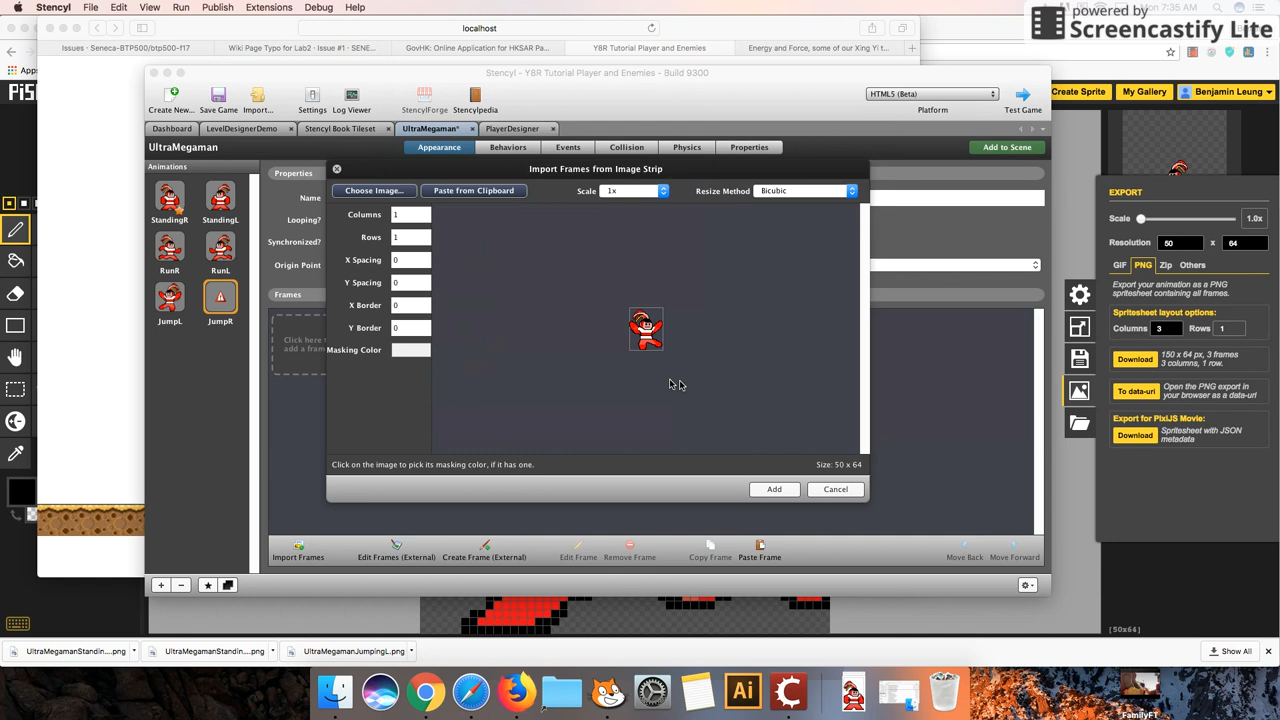 Stencyl File Edit View Run Publish Extensions Debug Help
Mon 7:35 AM
powered by
Screencastify Lite
localhost
Issues - Seneca-BTP500/btp500-f17
Wiki Page Typo for Lab2 · Issue #1 · SENE...
GovHK: Online Application for HKSAR Pa...
Y8R Tutorial Player and Enemies
Energy and Force, some of our Xing Yi t...
Stencyl - Y8R Tutorial Player and Enemies - Build 9300
Create New... Save Game Import... Settings Log Viewer StencylForge Stencylpedia
HTML5 (Beta)
Platform
Test Game
Create Sprite My Gallery Benjamin Leung
Dashboard LevelDesignerDemo Stencyl Book Tileset UltraMegaman* PlayerDesigner
UltraMegaman
Appearance Behaviors Events Collision Physics Properties
Add to Scene
Animations
StandingR StandingL
RunR RunL
JumpL JumpR
Properties
Name
Looping?
Synchronized?
Origin Point
Frames
Click here
add a fram
Import Frames from Image Strip
Choose Image... Paste from Clipboard Scale 1x Resize Method Bicubic
Columns 1
Rows 1
X Spacing 0
Y Spacing 0
X Border 0
Y Border 0
Masking Color
Click on the image to pick its masking color, if it has one. Size: 50 x 64
Add Cancel
Import Frames Edit Frames (External) Create Frame (External) Edit Frame Remove Frame Copy Frame Paste Frame Move Back Move Forward
EXPORT
Scale 1.0x
Resolution 50 x 64
GIF PNG Zip Others
Export your animation as a PNG
spritesheet containing all frames.
Spritesheet layout options:
Columns 3 Rows 1
Download 150 x 64 px, 3 frames
3 columns, 1 row.
To data-url Open the PNG export in
your browser as a data-url
Export for PixiJS Movie:
Download Spritesheet with JSON
metadata
[50x64]
UltraMegamanStandin....png UltraMegamanStandin....png UltraMegamanJumpingL.png Show All
Ai
FamilyFT